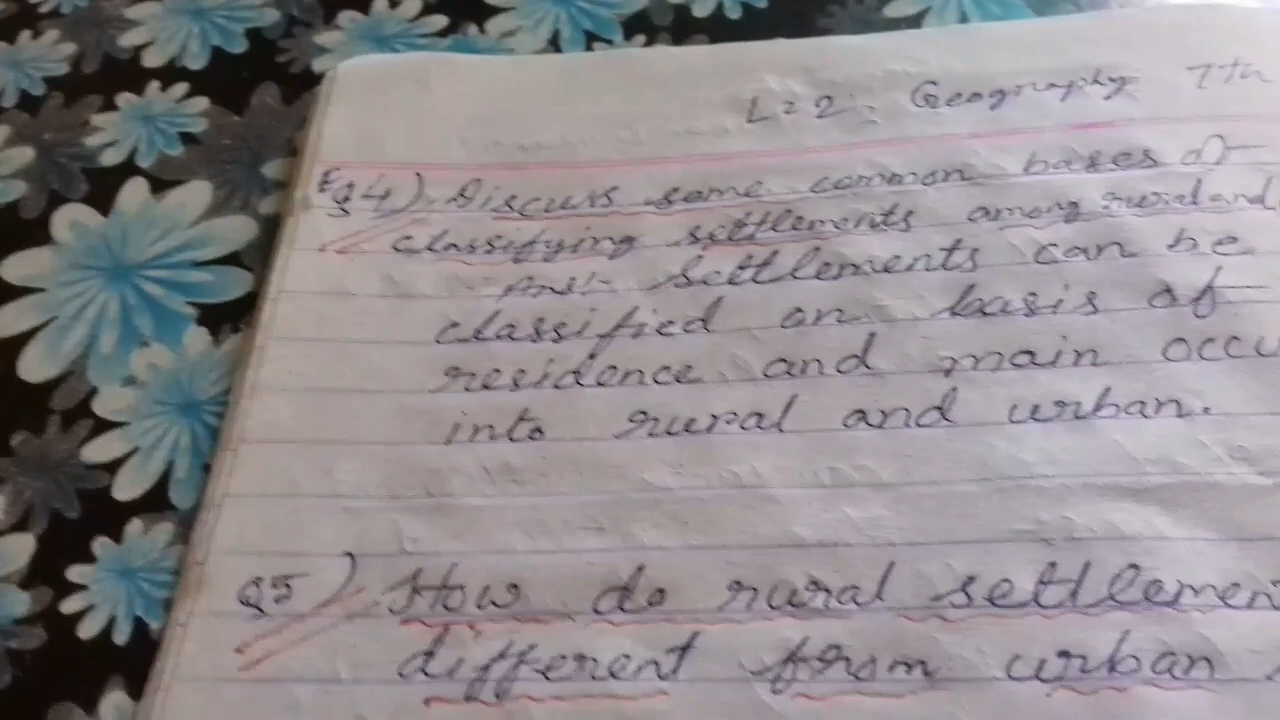 L=2. Geography 7th
Q4). Discuss some common bases of
classifying settlements among rural and
Ans:- Settlements can be
classified on basis of
residence and main occu
into rural and urban.
Q5) How do rural settlemen
different from urban